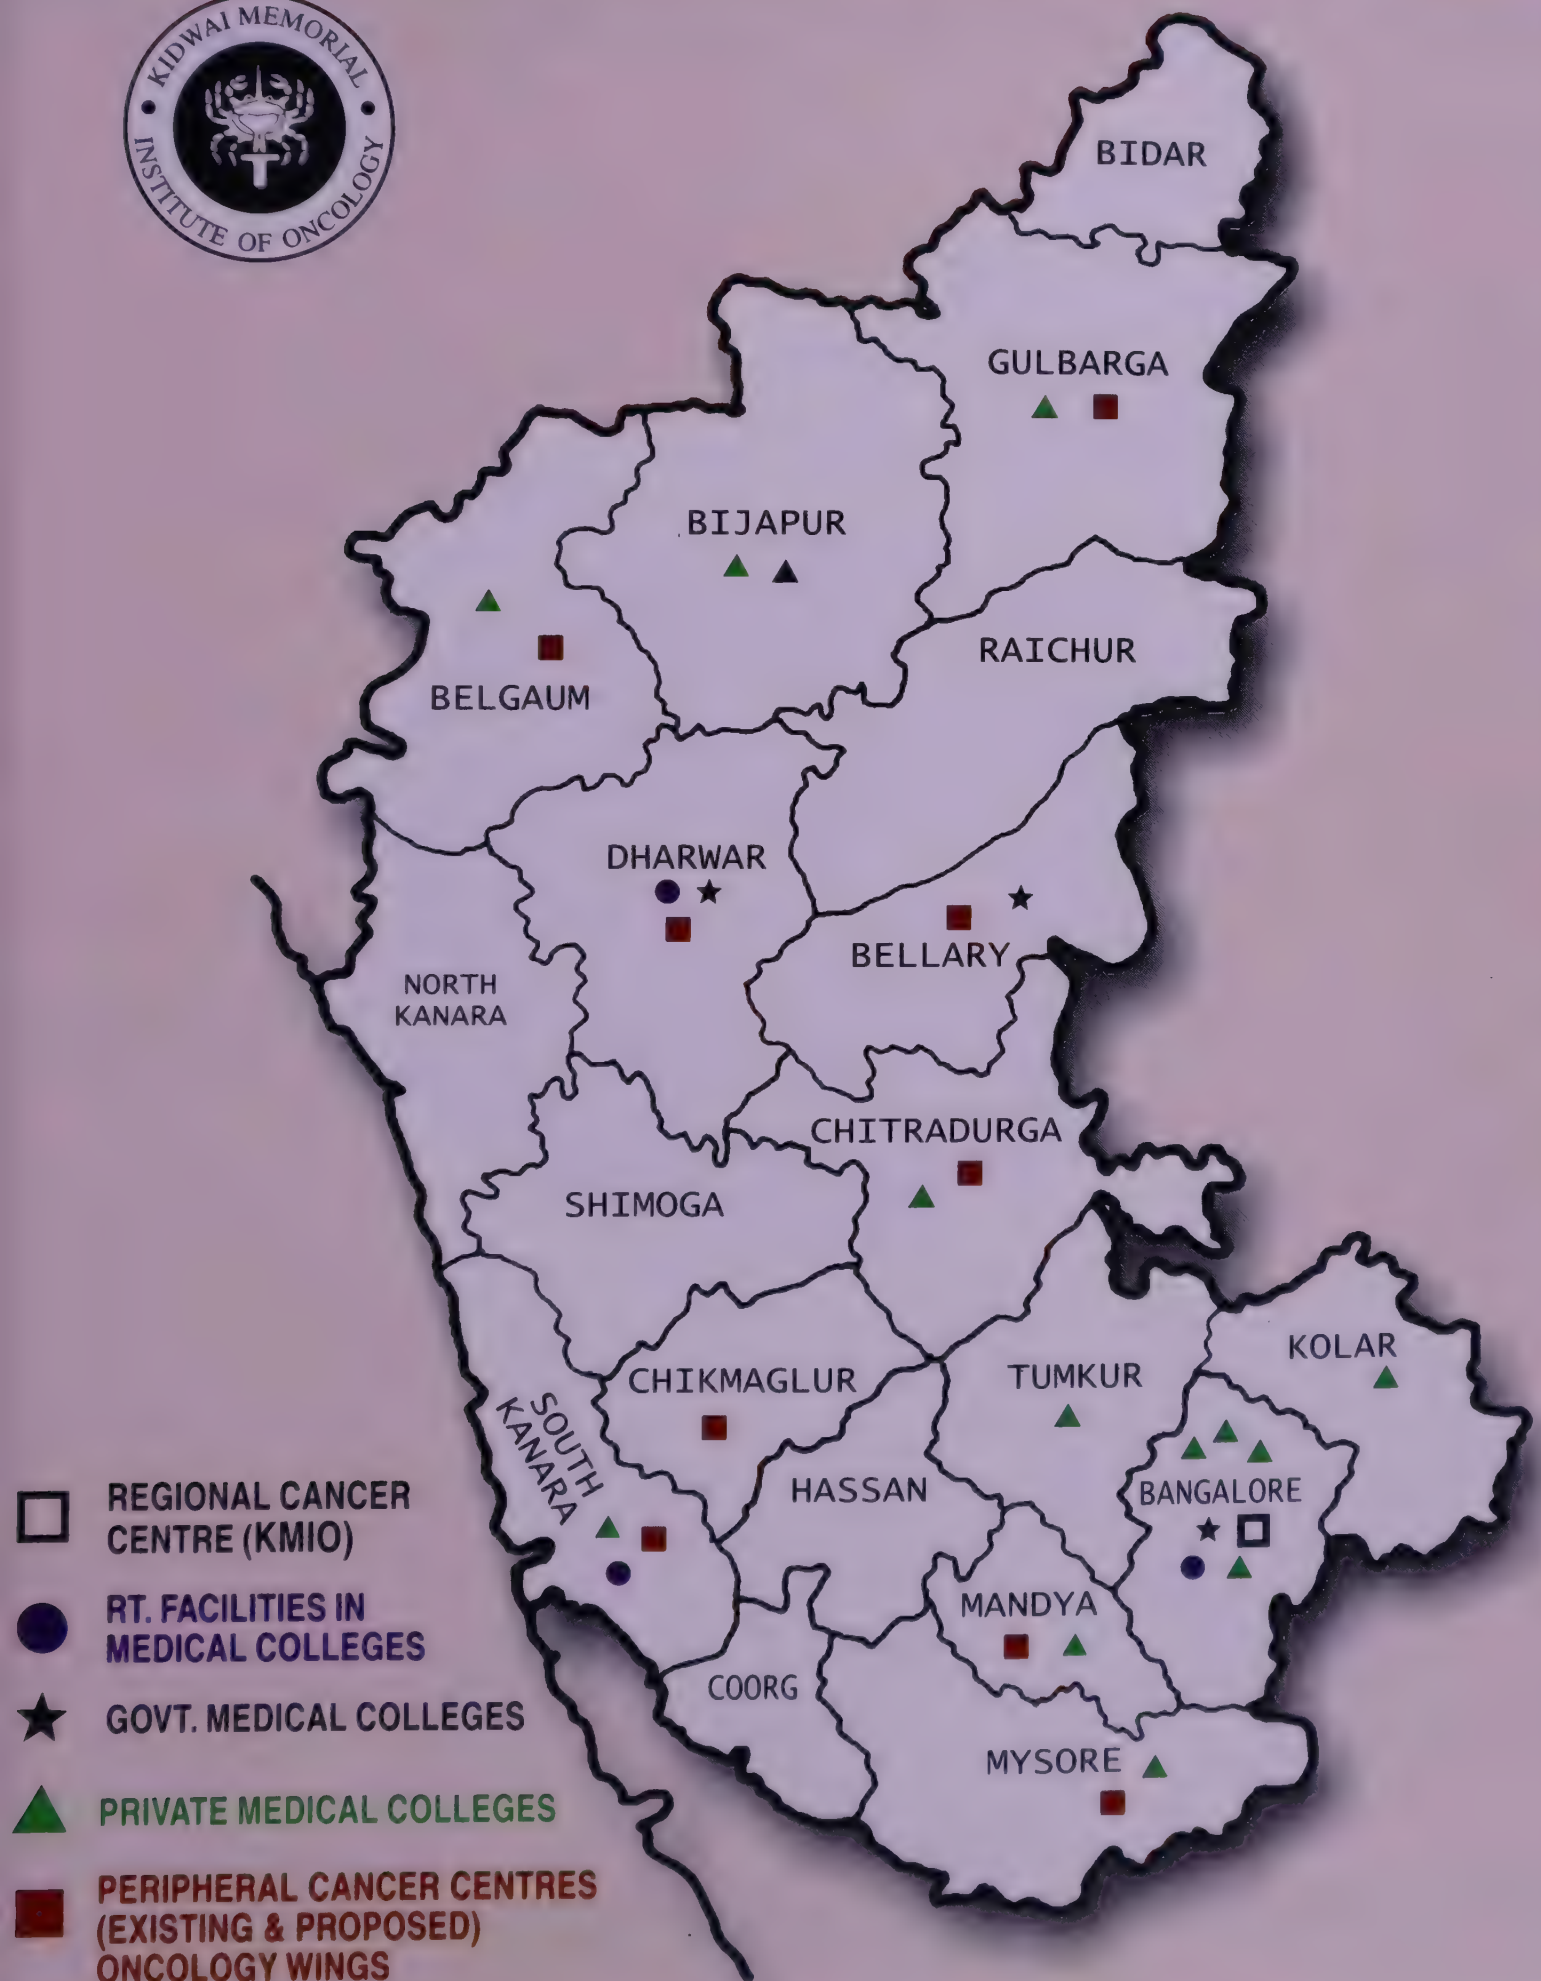 KIDWAI MEMORIAL
INSTITUTE OF ONCOLOGY
BIDAR
GULBARGA
BIJAPUR
RAICHUR
BELGAUM
DHARWAR
BELLARY
NORTH
KANARA
CHITRADURGA
SHIMOGA
KOLAR
CHIKMAGLUR
TUMKUR
SOUTH
KANARA
HASSAN
BANGALORE
MANDYA
COORG
MYSORE
REGIONAL CANCER
CENTRE (KMIO)
RT. FACILITIES IN
MEDICAL COLLEGES
GOVT. MEDICAL COLLEGES
PRIVATE MEDICAL COLLEGES
PERIPHERAL CANCER CENTRES
(EXISTING & PROPOSED)
ONCOLOGY WINGS